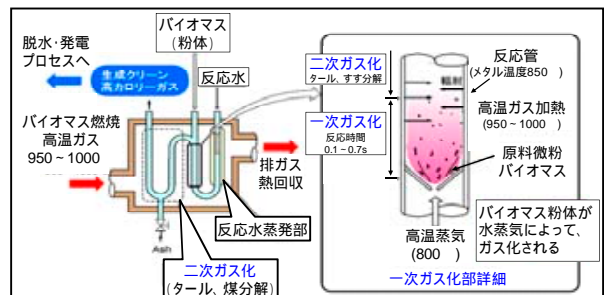 脱水・発電
プロセスへ
生成クリーン
高カロリーガス
バイオマス
(粉体)
反応水
バイオマス燃焼
高温ガス
950～1000
排ガス
熱回収
反応水蒸発部
Ash
二次ガス化
(タール、煤分解)
二次ガス化
タール、すす分解
一次ガス化
反応時間
0.1～0.7s
輻射
反応管
(メタル温度850 )
高温ガス加熱
(950～1000 )
原料微粉
バイオマス
高温蒸気
(800 )
バイオマス粉体が
水蒸気によって、
ガス化される
一次ガス化部詳細